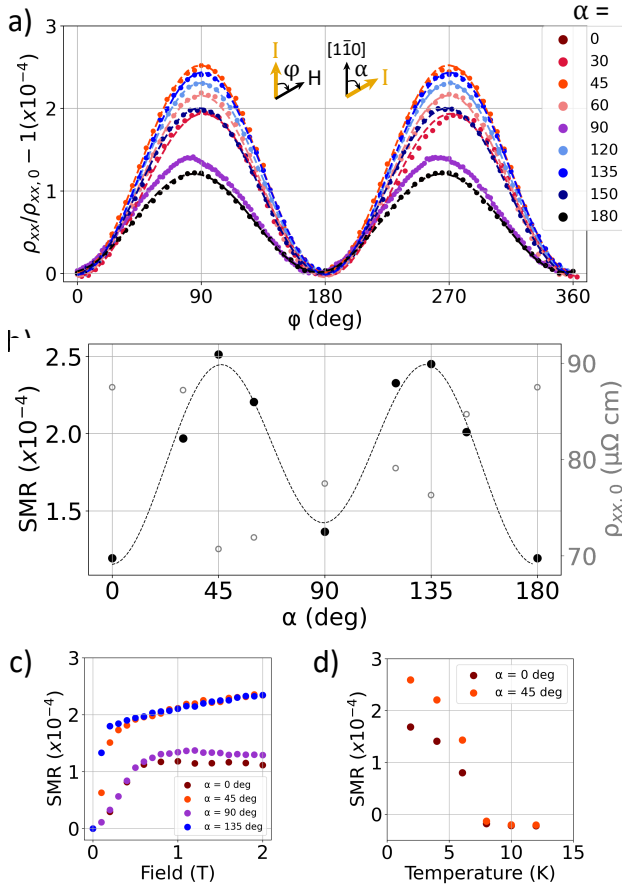 a)
α =
3
2
1
0
ρxx/ρxx,0 − 1(x10⁻⁴)
I
φ
H
[11̄0]
α
I
0
30
45
60
90
120
135
150
180
0
90
180
270
360
φ (deg)
2.5
2.0
1.5
SMR (x10⁻⁴)
90
80
70
ρxx,0 (μΩ cm)
0
45
90
135
180
α (deg)
c)
3
2
1
0
SMR (x10⁻⁴)
α = 0 deg
α = 45 deg
α = 90 deg
α = 135 deg
0
1
2
Field (T)
d)
3
2
1
0
SMR (x10⁻⁴)
α = 0 deg
α = 45 deg
0
5
10
15
Temperature (K)